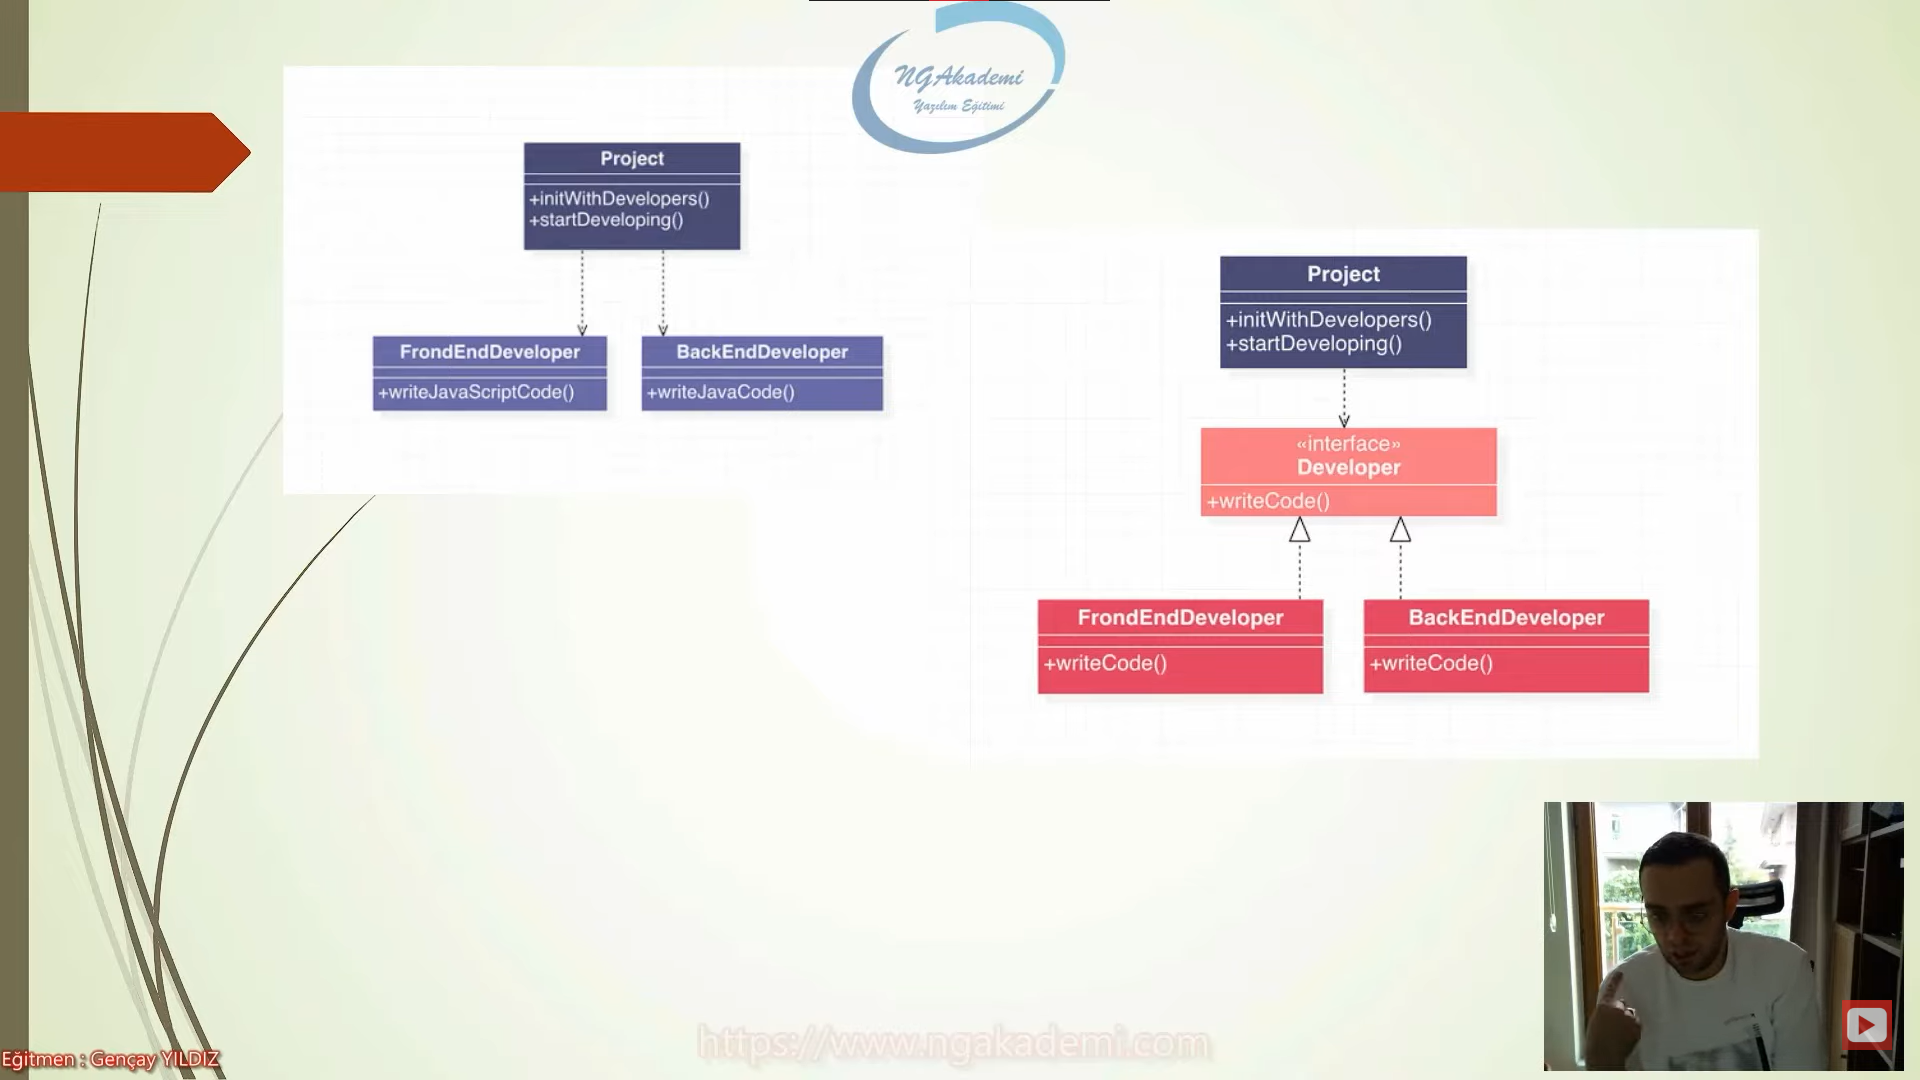 NGAkademi
Yazılım Eğitimi
Project
+initWithDevelopers()
+startDeveloping()
FrondEndDeveloper
+writeJavaScriptCode()
BackEndDeveloper
+writeJavaCode()
Project
+initWithDevelopers()
+startDeveloping()
«interface»
Developer
+writeCode()
FrondEndDeveloper
+writeCode()
BackEndDeveloper
+writeCode()
https://www.ngakademi.com
Eğitmen : Gençay YILDIZ